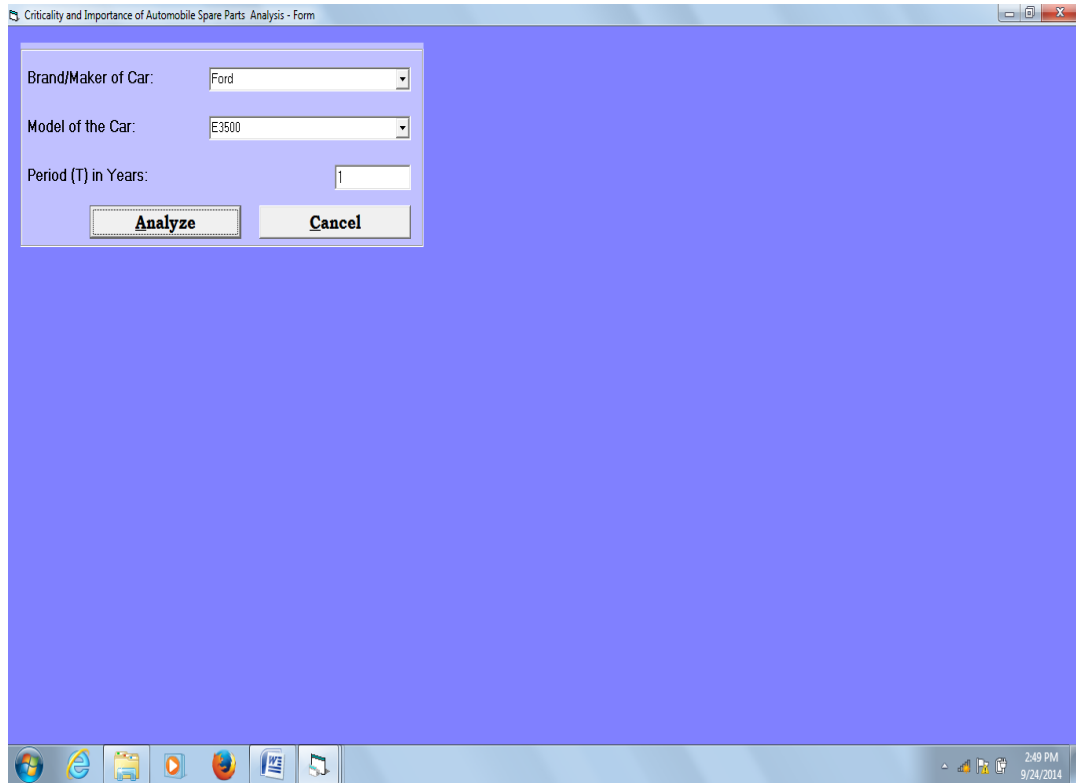 Criticality and Importance of Automobile Spare Parts Analysis - Form
Brand/Maker of Car: Ford
Model of the Car: E3500
Period (T) in Years: 1
Analyze Cancel
2:49 PM
9/24/2014